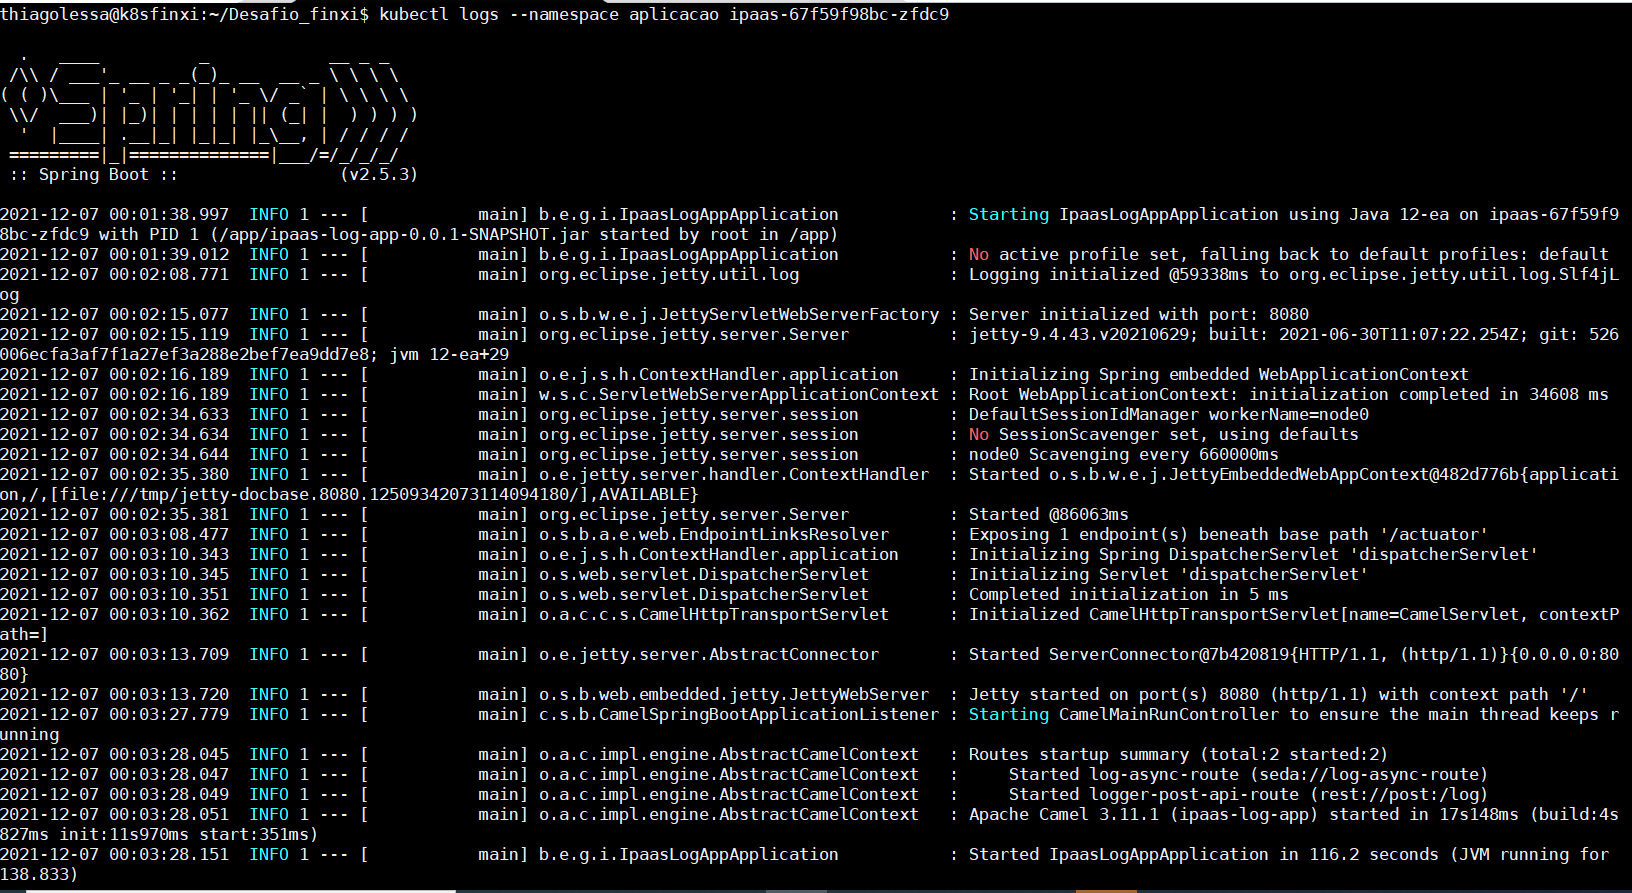 thiagolessa@k8sfinxi:~/Desafio_finxi$ kubectl logs --namespace aplicacao ipaas-67f59f98bc-zfdc9
  .   ____          _            __ _ _
 /\\ / ___'_ __ _ _(_)_ __  __ _ \ \ \ \
( ( )\___ | '_ | '_| | '_ \/ _` | \ \ \ \
 \\/  ___)| |_)| | | | | || (_| |  ) ) ) )
  '  |____| .__|_| |_|_| |_\__, | / / / /
 =========|_|==============|___/=/_/_/_/
 :: Spring Boot ::                (v2.5.3)
2021-12-07 00:01:38.997  INFO 1 --- [           main] b.e.g.i.IpaasLogAppApplication           : Starting IpaasLogAppApplication using Java 12-ea on ipaas-67f59f9
8bc-zfdc9 with PID 1 (/app/ipaas-log-app-0.0.1-SNAPSHOT.jar started by root in /app)
2021-12-07 00:01:39.012  INFO 1 --- [           main] b.e.g.i.IpaasLogAppApplication           : No active profile set, falling back to default profiles: default
2021-12-07 00:02:08.771  INFO 1 --- [           main] org.eclipse.jetty.util.log               : Logging initialized @59338ms to org.eclipse.jetty.util.log.Slf4jL
og
2021-12-07 00:02:15.077  INFO 1 --- [           main] o.s.b.w.e.j.JettyServletWebServerFactory : Server initialized with port: 8080
2021-12-07 00:02:15.119  INFO 1 --- [           main] org.eclipse.jetty.server.Server          : jetty-9.4.43.v20210629; built: 2021-06-30T11:07:22.254Z; git: 526
006ecfa3af7f1a27ef3a288e2bef7ea9dd7e8; jvm 12-ea+29
2021-12-07 00:02:16.189  INFO 1 --- [           main] o.e.j.s.h.ContextHandler.application     : Initializing Spring embedded WebApplicationContext
2021-12-07 00:02:16.189  INFO 1 --- [           main] w.s.c.ServletWebServerApplicationContext : Root WebApplicationContext: initialization completed in 34608 ms
2021-12-07 00:02:34.633  INFO 1 --- [           main] org.eclipse.jetty.server.session         : DefaultSessionIdManager workerName=node0
2021-12-07 00:02:34.634  INFO 1 --- [           main] org.eclipse.jetty.server.session         : No SessionScavenger set, using defaults
2021-12-07 00:02:34.644  INFO 1 --- [           main] org.eclipse.jetty.server.session         : node0 Scavenging every 660000ms
2021-12-07 00:02:35.380  INFO 1 --- [           main] o.e.jetty.server.handler.ContextHandler  : Started o.s.b.w.e.j.JettyEmbeddedWebAppContext@482d776b{applicati
on,/,[file:///tmp/jetty-docbase.8080.12509342073114094180/],AVAILABLE}
2021-12-07 00:02:35.381  INFO 1 --- [           main] org.eclipse.jetty.server.Server          : Started @86063ms
2021-12-07 00:03:08.477  INFO 1 --- [           main] o.s.b.a.e.web.EndpointLinksResolver      : Exposing 1 endpoint(s) beneath base path '/actuator'
2021-12-07 00:03:10.343  INFO 1 --- [           main] o.e.j.s.h.ContextHandler.application     : Initializing Spring DispatcherServlet 'dispatcherServlet'
2021-12-07 00:03:10.345  INFO 1 --- [           main] o.s.web.servlet.DispatcherServlet        : Initializing Servlet 'dispatcherServlet'
2021-12-07 00:03:10.351  INFO 1 --- [           main] o.s.web.servlet.DispatcherServlet        : Completed initialization in 5 ms
2021-12-07 00:03:10.362  INFO 1 --- [           main] o.a.c.c.s.CamelHttpTransportServlet      : Initialized CamelHttpTransportServlet[name=CamelServlet, contextP
ath=]
2021-12-07 00:03:13.709  INFO 1 --- [           main] o.e.jetty.server.AbstractConnector       : Started ServerConnector@7b420819{HTTP/1.1, (http/1.1)}{0.0.0.0:80
80}
2021-12-07 00:03:13.720  INFO 1 --- [           main] o.s.b.web.embedded.jetty.JettyWebServer  : Jetty started on port(s) 8080 (http/1.1) with context path '/'
2021-12-07 00:03:27.779  INFO 1 --- [           main] c.s.b.CamelSpringBootApplicationListener : Starting CamelMainRunController to ensure the main thread keeps r
unning
2021-12-07 00:03:28.045  INFO 1 --- [           main] o.a.c.impl.engine.AbstractCamelContext   : Routes startup summary (total:2 started:2)
2021-12-07 00:03:28.047  INFO 1 --- [           main] o.a.c.impl.engine.AbstractCamelContext   :     Started log-async-route (seda://log-async-route)
2021-12-07 00:03:28.049  INFO 1 --- [           main] o.a.c.impl.engine.AbstractCamelContext   :     Started logger-post-api-route (rest://post:/log)
2021-12-07 00:03:28.051  INFO 1 --- [           main] o.a.c.impl.engine.AbstractCamelContext   : Apache Camel 3.11.1 (ipaas-log-app) started in 17s148ms (build:4s
827ms init:11s970ms start:351ms)
2021-12-07 00:03:28.151  INFO 1 --- [           main] b.e.g.i.IpaasLogAppApplication           : Started IpaasLogAppApplication in 116.2 seconds (JVM running for
138.833)